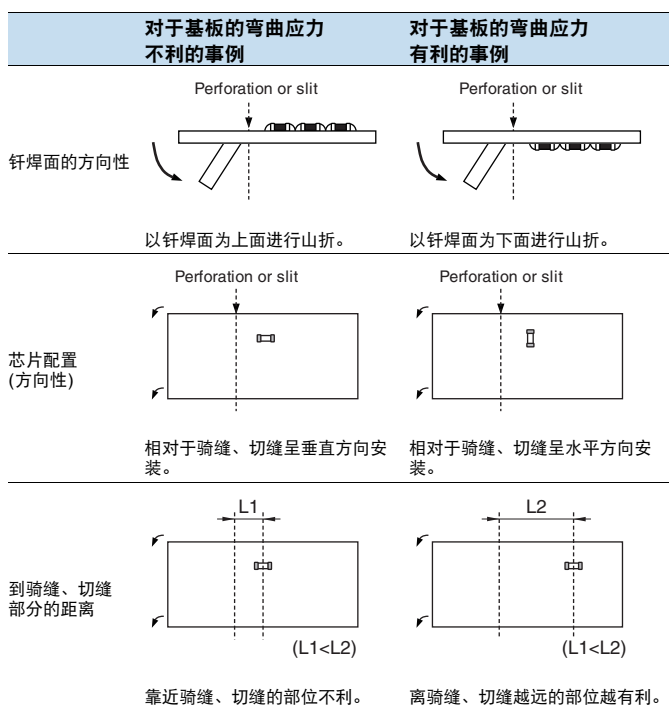 对于基板的弯曲应力
不利的事例
对于基板的弯曲应力
有利的事例
钎焊面的方向性
Perforation or slit
以钎焊面为上面进行山折。
Perforation or slit
以钎焊面为下面进行山折。
芯片配置
(方向性)
Perforation or slit
相对于骑缝、切缝呈垂直方向安
装。
Perforation or slit
相对于骑缝、切缝呈水平方向安
装。
到骑缝、切缝
部分的距离
L1
(L1<L2)
靠近骑缝、切缝的部位不利。
L2
(L1<L2)
离骑缝、切缝越远的部位越有利。